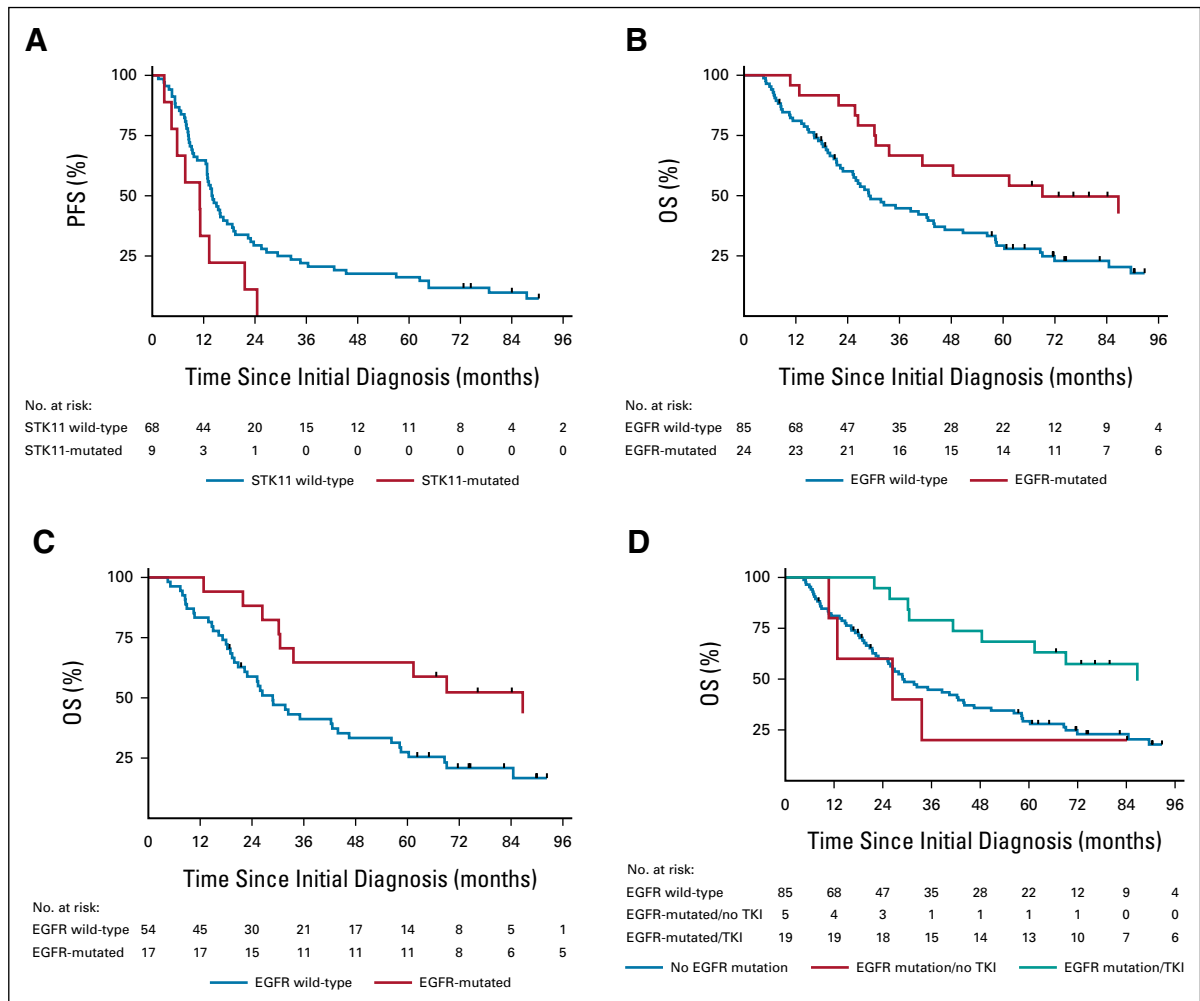 A
100
75
50
25
PFS (%)
0 12 24 36 48 60 72 84 96
Time Since Initial Diagnosis (months)
No. at risk:
STK11 wild-type 68 44 20 15 12 11 8 4 2
STK11-mutated 9 3 1 0 0 0 0 0 0
STK11 wild-type STK11-mutated
B
100
75
50
25
OS (%)
0 12 24 36 48 60 72 84 96
Time Since Initial Diagnosis (months)
No. at risk:
EGFR wild-type 85 68 47 35 28 22 12 9 4
EGFR-mutated 24 23 21 16 15 14 11 7 6
EGFR wild-type EGFR-mutated
C
100
75
50
25
OS (%)
0 12 24 36 48 60 72 84 96
Time Since Initial Diagnosis (months)
No. at risk:
EGFR wild-type 54 45 30 21 17 14 8 5 1
EGFR-mutated 17 17 15 11 11 11 8 6 5
EGFR wild-type EGFR-mutated
D
100
75
50
25
OS (%)
0 12 24 36 48 60 72 84 96
Time Since Initial Diagnosis (months)
No. at risk:
EGFR wild-type 85 68 47 35 28 22 12 9 4
EGFR-mutated/no TKI 5 4 3 1 1 1 1 0 0
EGFR-mutated/TKI 19 19 18 15 14 13 10 7 6
No EGFR mutation EGFR mutation/no TKI EGFR mutation/TKI